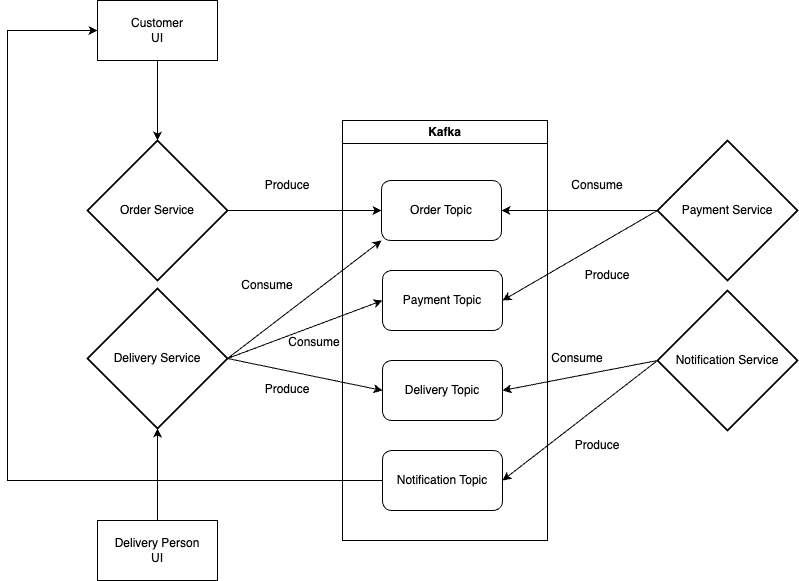 Customer
UI
Kafka
Produce
Consume
Order Service
Order Topic
Payment Service
Consume
Produce
Payment Topic
Consume
Delivery Service
Consume
Notification Service
Produce
Delivery Topic
Produce
Notification Topic
Delivery Person
UI